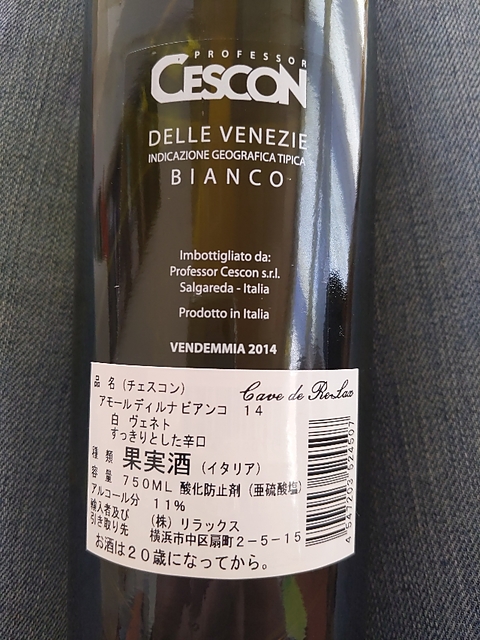 PROFESSOR
CESCON
DELLE VENEZIE
INDICAZIONE GEOGRAFICA TIPICA
BIANCO
Imbottigliato da:
Professor Cescon s.r.l.
Salgareda - Italia
Prodotto in Italia
VENDEMMIA 2014
Cave de ReLax
品名 (チェスコン)
アモールディルナ ビアンコ 14
白 ヴェネト
すっきりとした辛口
種類 果実酒 (イタリア)
容量 750ML 酸化防止剤 (亜硫酸塩)
アルコール分 11%
輸入者及び (株) リラックス
引き取り先 横浜市中区扇町2-5-15
お酒は20歳になってから。
4 547293 524507